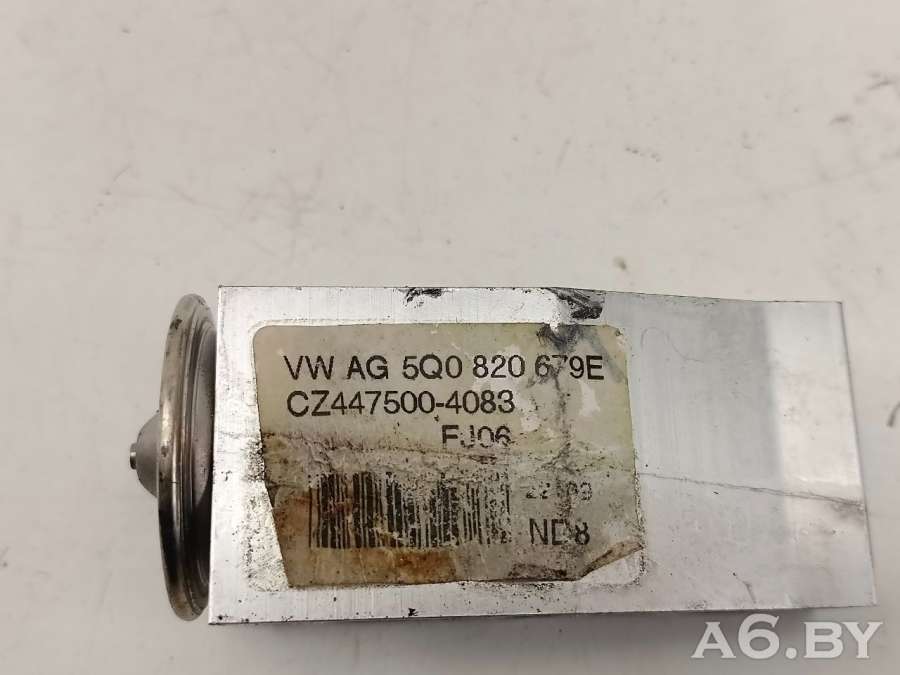 VW AG 5Q0 820 679E
CZ447500-4083
FJ06
ND8
A6.BY